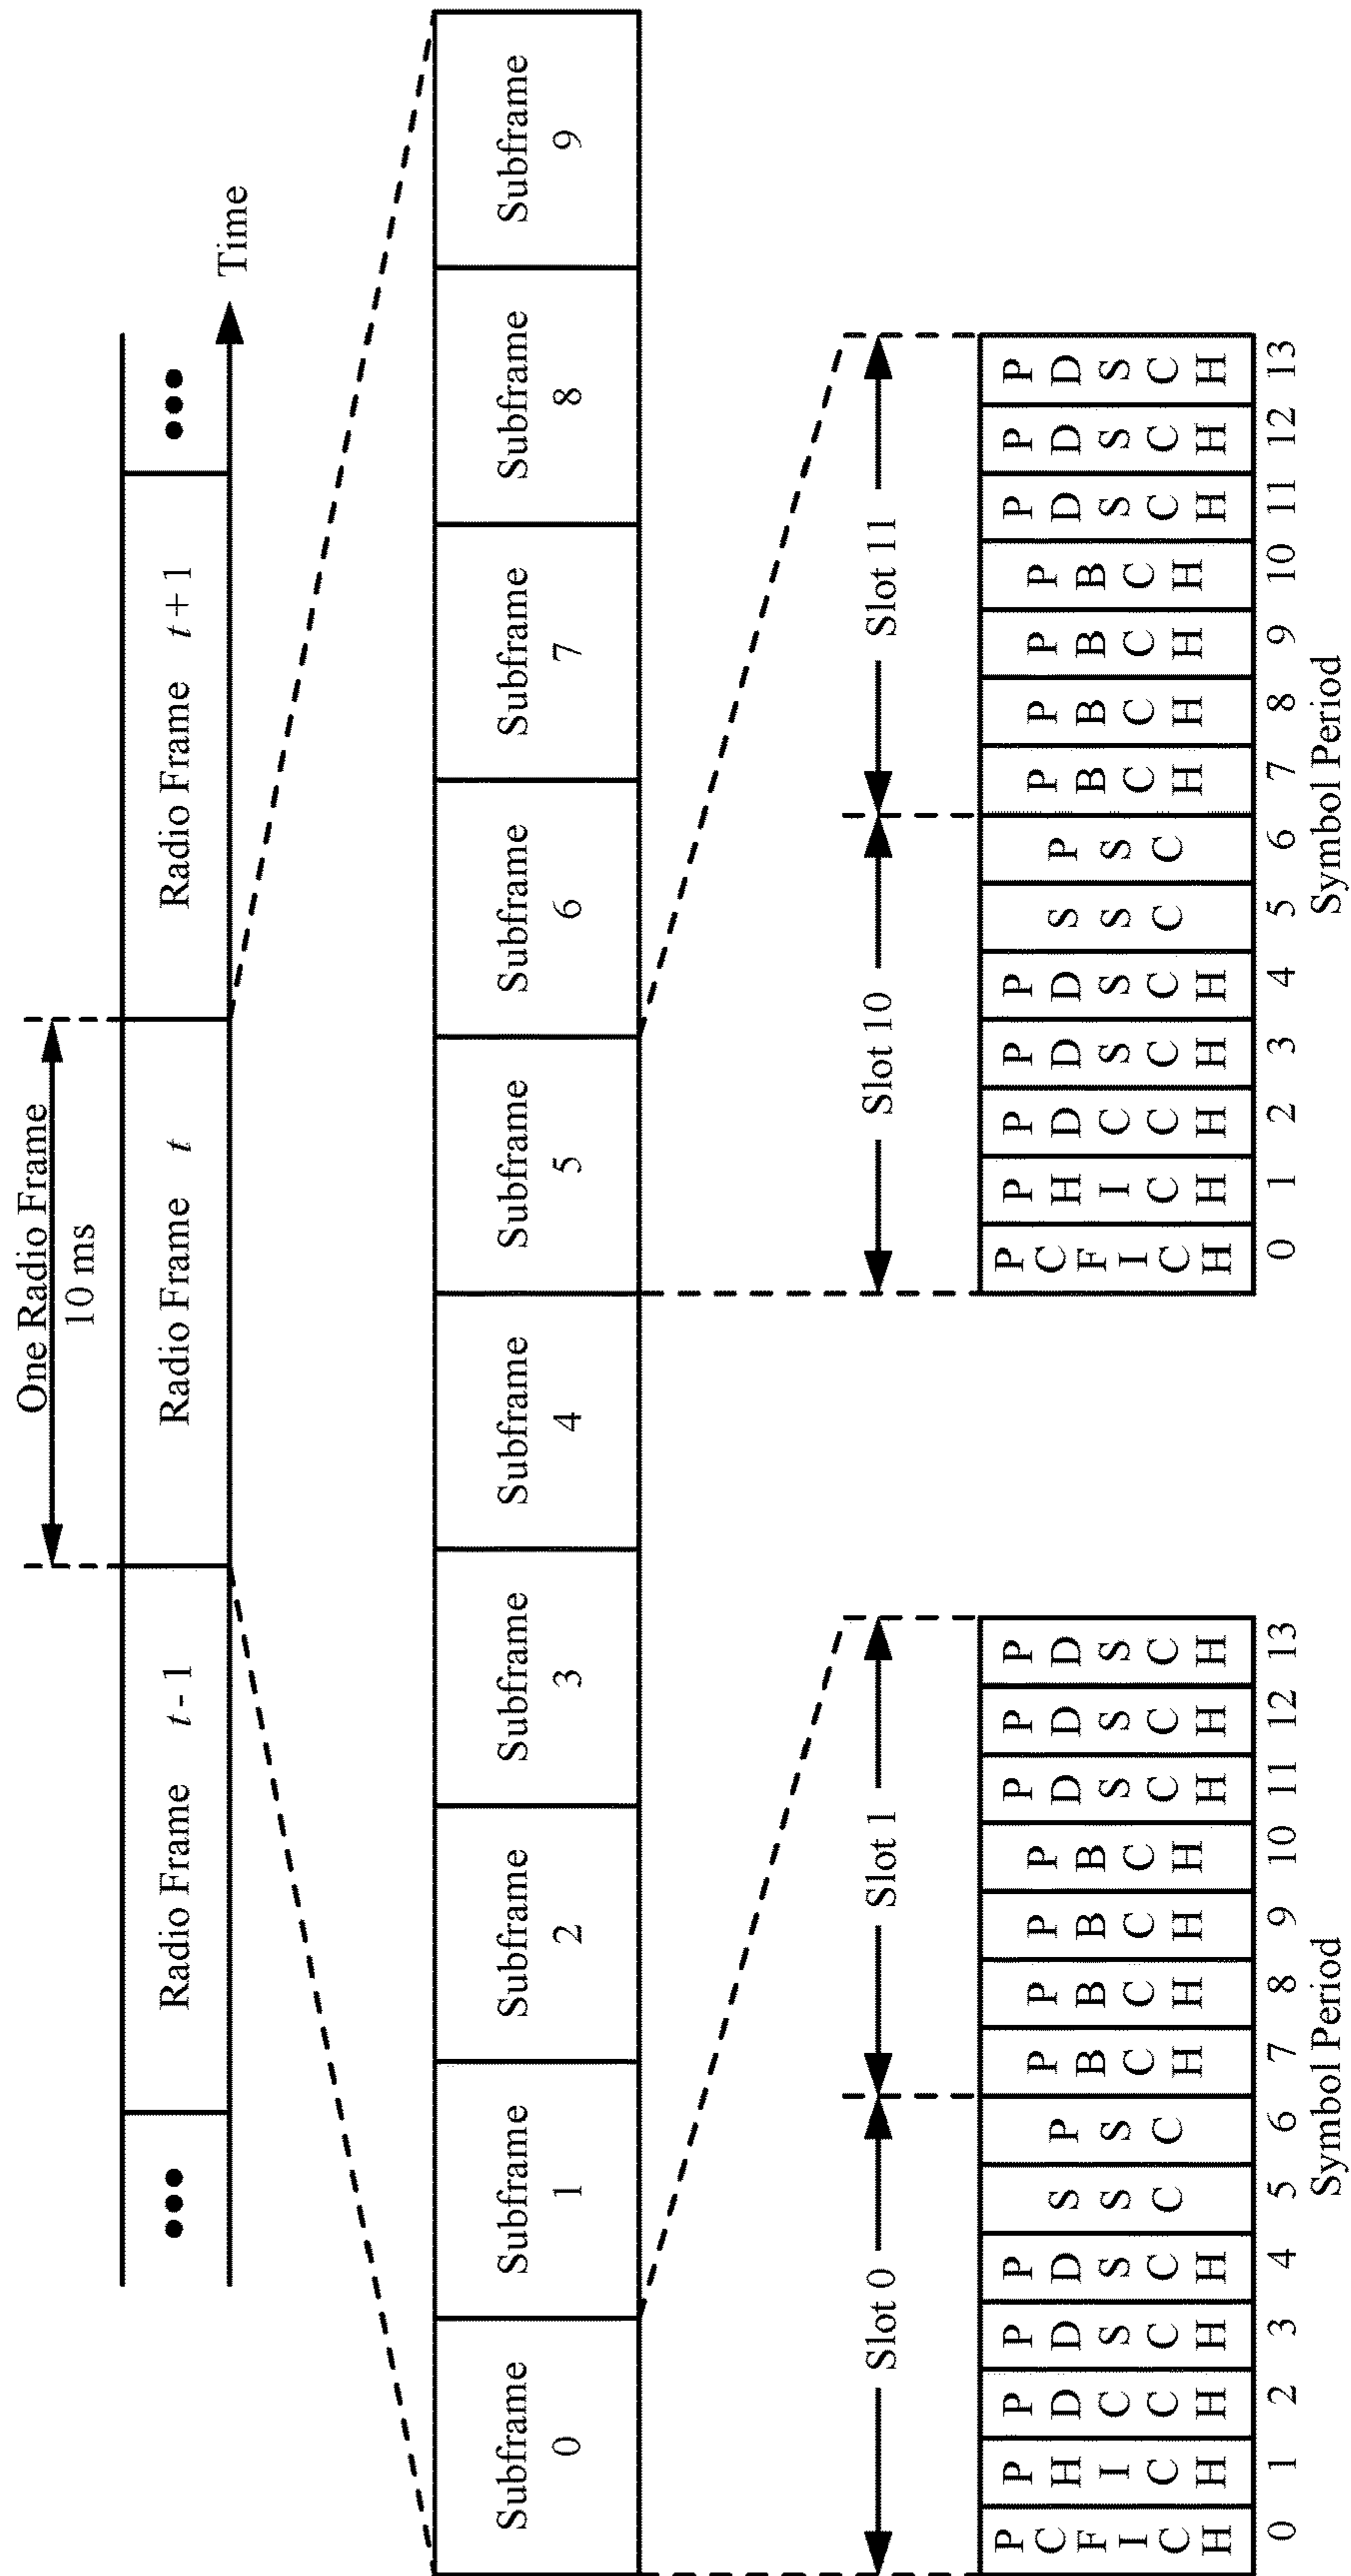 One Radio Frame
10 ms
••• Radio Frame t - 1 Radio Frame t Radio Frame t + 1 •••
Time
Subframe 0
Subframe 1
Subframe 2
Subframe 3
Subframe 4
Subframe 5
Subframe 6
Subframe 7
Subframe 8
Subframe 9
Slot 0 Slot 1
PCFICH PHICH PDCCH PDSCH PDSCH SSC PSC PBCH PBCH PBCH PBCH PDSCH PDSCH PDSCH
0 1 2 3 4 5 6 7 8 9 10 11 12 13
Symbol Period
Slot 10 Slot 11
PCFICH PHICH PDCCH PDSCH PDSCH SSC PSC PBCH PBCH PBCH PBCH PDSCH PDSCH PDSCH
0 1 2 3 4 5 6 7 8 9 10 11 12 13
Symbol Period